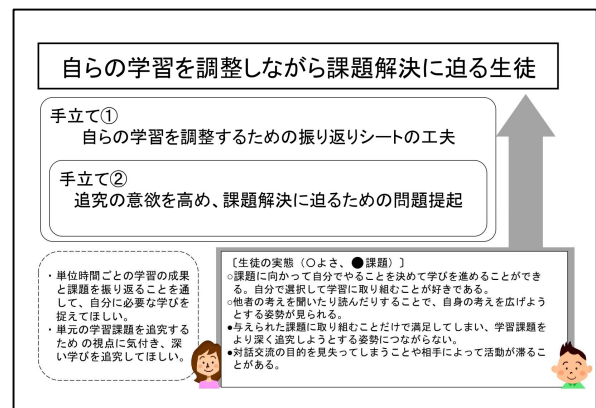 自らの学習を調整しながら課題解決に迫る生徒
手立て①
自らの学習を調整するための振り返りシートの工夫
手立て②
追究の意欲を高め、課題解決に迫るための問題提起
・単位時間ごとの学習の成果
と課題を振り返ることを通
して、自分に必要な学びを
捉えてほしい。
・単元の学習課題を追究する
ための視点に気付き、深
い学びを追究してほしい。
〔生徒の実態（○よさ、●課題）〕
○課題に向かって自分でやることを決めて学びを進めることができ
る。自分で選択して学習に取り組むことが好きである。
○他者の考えを聞いたり読んだりすることで、自身の考えを広げよう
とする姿勢が見られる。
●与えられた課題に取り組むことだけで満足してしまい、学習課題を
より深く追究しようとする姿勢につながらない。
●対話交流の目的を見失ってしまうことや相手によって活動が滞るこ
とがある。